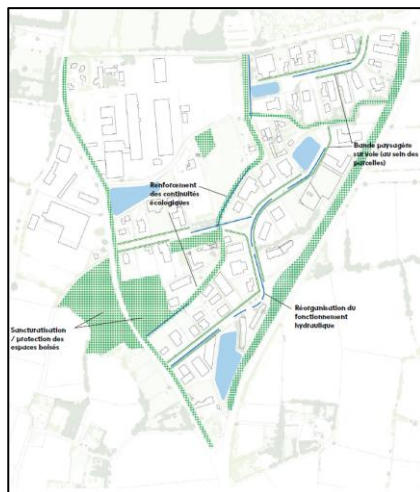 Bande paysagère
sur voie (au sein des
parcelles)
Renforcement
des continuités
écologiques
Réorganisation du
fonctionnement
hydraulique
Sancturatisation
/ protection des
espaces boisés